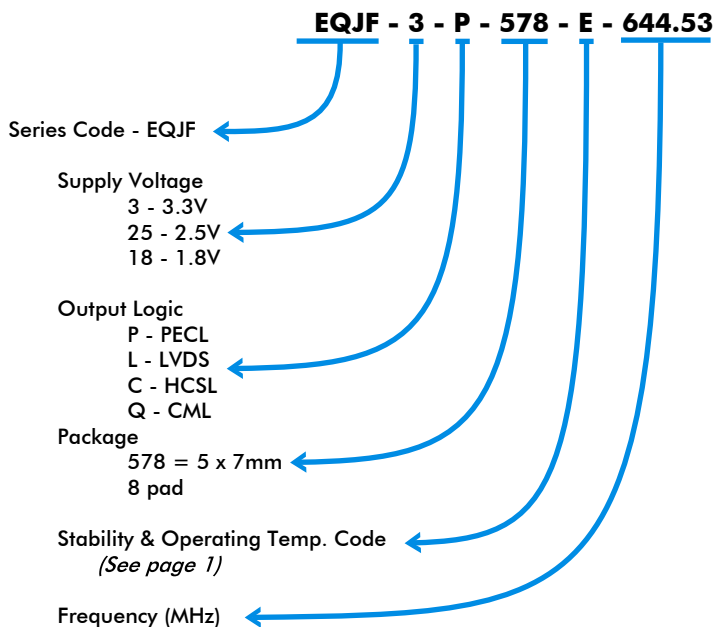 EQJF - 3 - P - 578 - E - 644.53
Series Code - EQJF
Supply Voltage
3 - 3.3V
25 - 2.5V
18 - 1.8V
Output Logic
P - PECL
L - LVDS
C - HCSL
Q - CML
Package
578 = 5 x 7mm
8 pad
Stability & Operating Temp. Code
(See page 1)
Frequency (MHz)